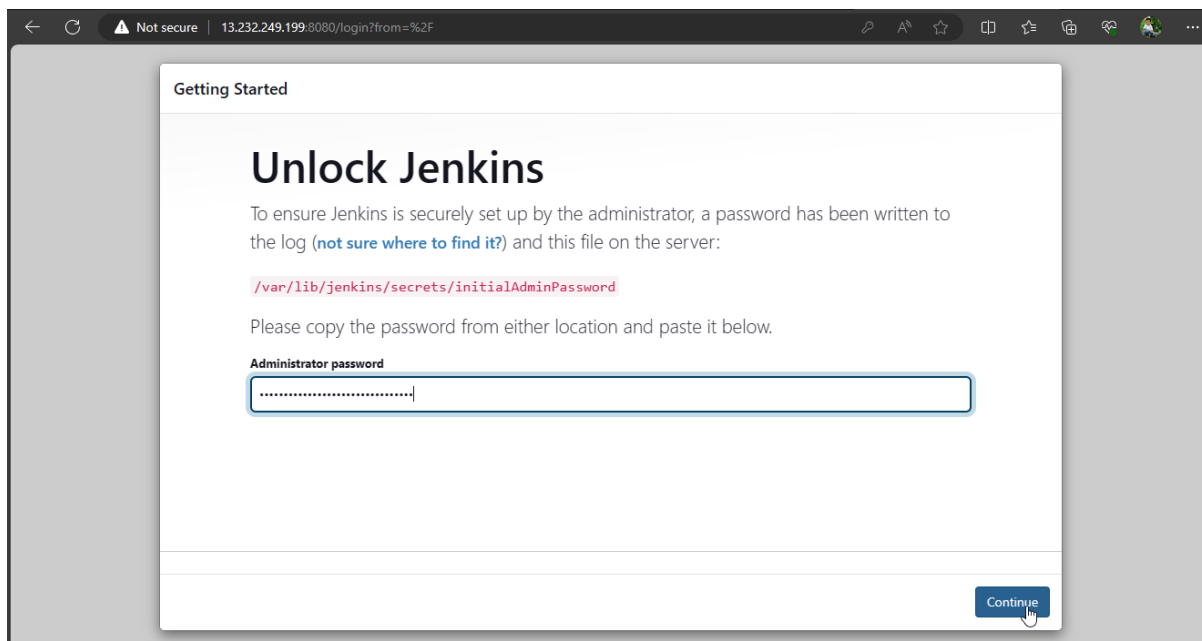 Not secure 13.232.249.199:8080/login?from=%2F
Getting Started
Unlock Jenkins
To ensure Jenkins is securely set up by the administrator, a password has been written to
the log (not sure where to find it?) and this file on the server:
/var/lib/jenkins/secrets/initialAdminPassword
Please copy the password from either location and paste it below.
Administrator password
Continue